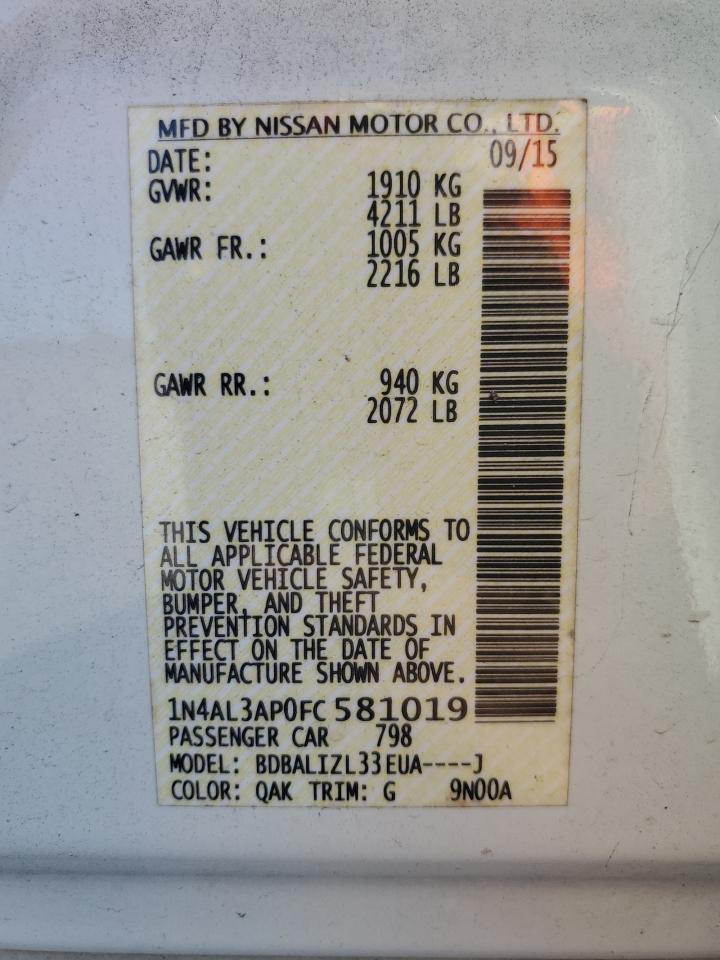 MFD BY NISSAN MOTOR CO., LTD.
DATE: 09/15
GVWR: 1910 KG
4211 LB
GAWR FR.: 1005 KG
2216 LB
GAWR RR.: 940 KG
2072 LB
THIS VEHICLE CONFORMS TO
ALL APPLICABLE FEDERAL
MOTOR VEHICLE SAFETY,
BUMPER, AND THEFT
PREVENTION STANDARDS IN
EFFECT ON THE DATE OF
MANUFACTURE SHOWN ABOVE.
1N4AL3AP0FC 581019
PASSENGER CAR 798
MODEL: BDBALIZL33EUA----J
COLOR: QAK TRIM: G 9N00A